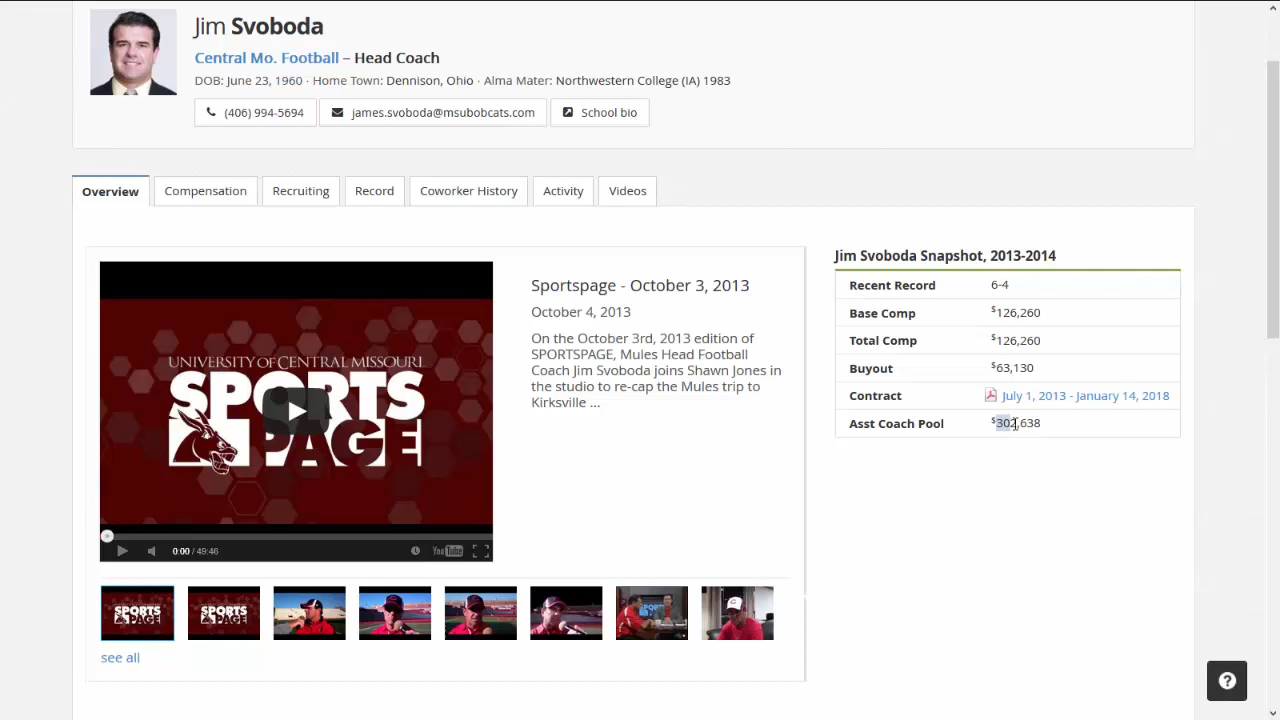 Jim Svoboda
Central Mo. Football – Head Coach
DOB: June 23, 1960 · Home Town: Dennison, Ohio · Alma Mater: Northwestern College (IA) 1983
(406) 994-5694 james.svoboda@msubobcats.com School bio
Overview Compensation Recruiting Record Coworker History Activity Videos
UNIVERSITY OF CENTRAL MISSOURI
SPORTS
PAGE
0:00 / 49:46 YouTube
Sportspage - October 3, 2013
October 4, 2013
On the October 3rd, 2013 edition of
SPORTSPAGE, Mules Head Football
Coach Jim Svoboda joins Shawn Jones in
the studio to re-cap the Mules trip to
Kirksville ...
SPORTS
PAGE
SPORTS
PAGE
see all
Jim Svoboda Snapshot, 2013-2014
Recent Record 6-4
Base Comp $126,260
Total Comp $126,260
Buyout $63,130
Contract July 1, 2013 - January 14, 2018
Asst Coach Pool $302,638